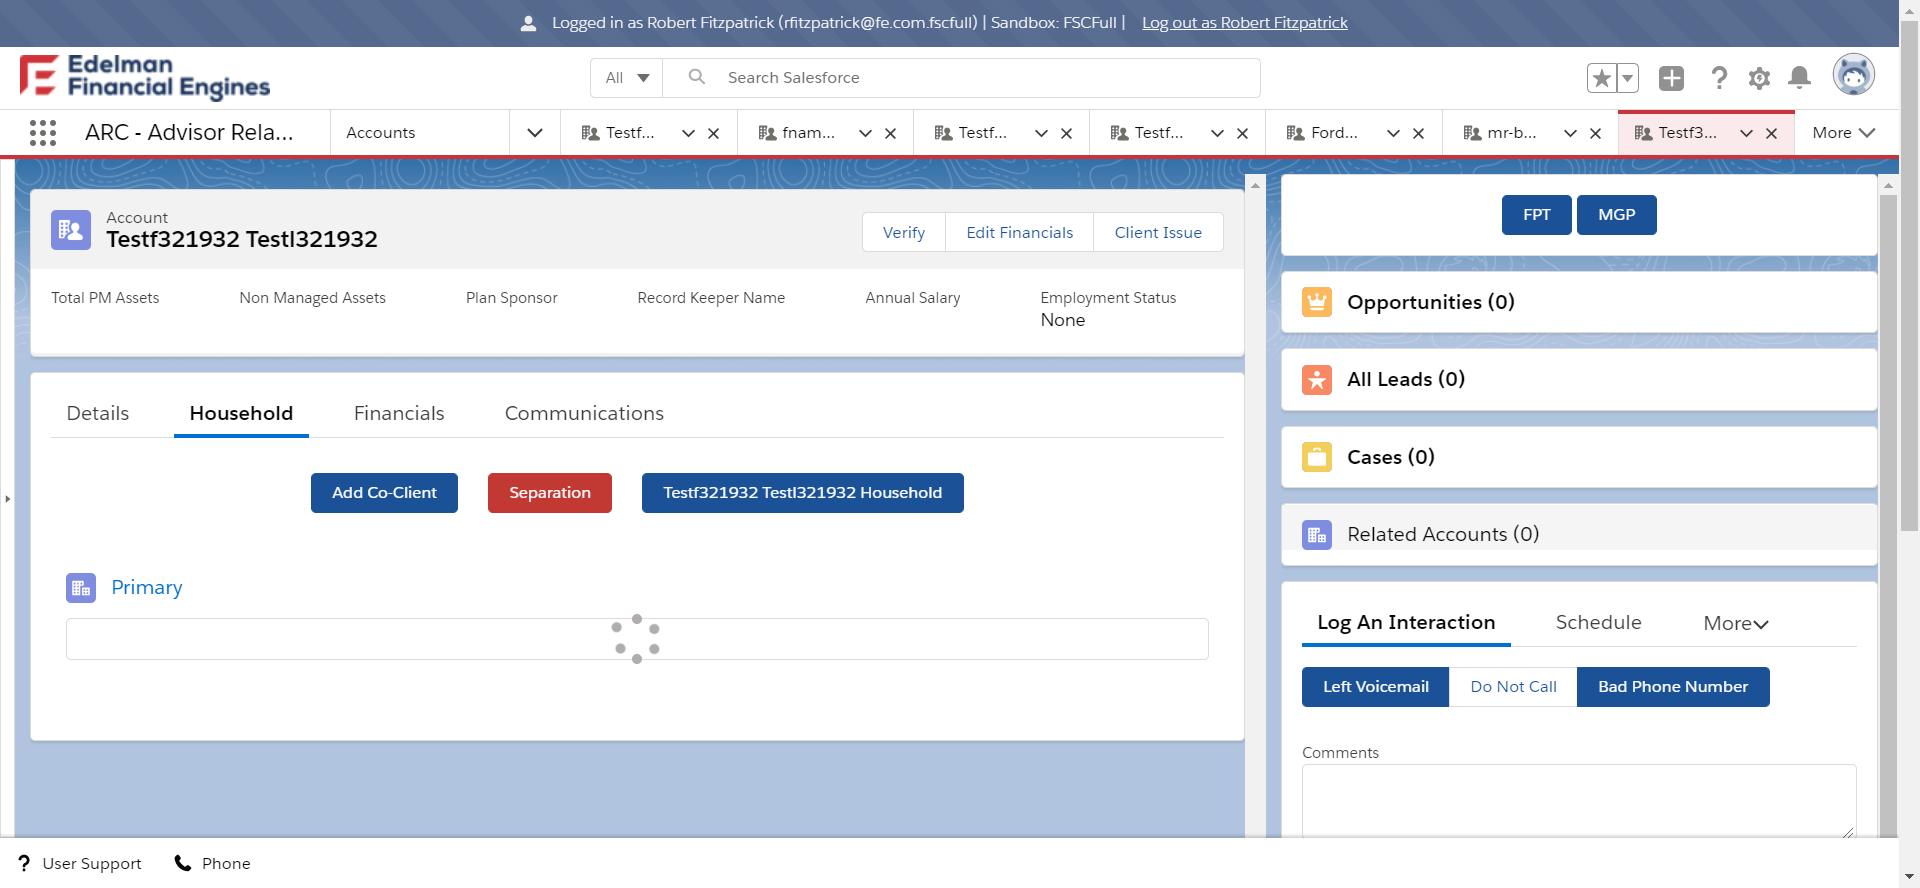 Logged in as Robert Fitzpatrick (rfitzpatrick@fe.com.fscfull) | Sandbox: FSCFull | Log out as Robert Fitzpatrick
Edelman
Financial Engines
All
Search Salesforce
ARC - Advisor Rela...
Accounts
Testf...
fnam...
Testf...
Testf...
Ford...
mr-b...
Testf3...
More
Account
Testf321932 Testl321932
Verify
Edit Financials
Client Issue
Total PM Assets
Non Managed Assets
Plan Sponsor
Record Keeper Name
Annual Salary
Employment Status
None
Details
Household
Financials
Communications
Add Co-Client
Separation
Testf321932 Testl321932 Household
Primary
FPT
MGP
Opportunities (0)
All Leads (0)
Cases (0)
Related Accounts (0)
Log An Interaction
Schedule
More
Left Voicemail
Do Not Call
Bad Phone Number
Comments
User Support
Phone